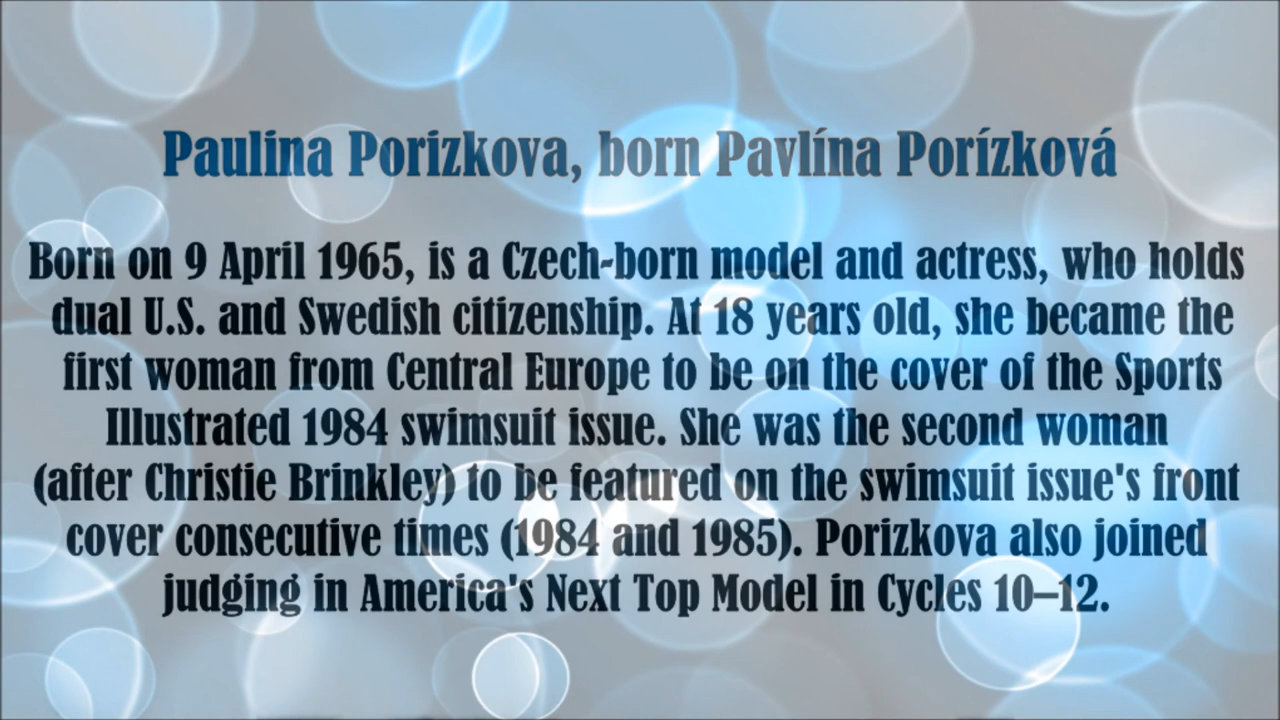 Paulina Porizkova, born Pavlína Porízková
Born on 9 April 1965, is a Czech-born model and actress, who holds
dual U.S. and Swedish citizenship. At 18 years old, she became the
first woman from Central Europe to be on the cover of the Sports
Illustrated 1984 swimsuit issue. She was the second woman
(after Christie Brinkley) to be featured on the swimsuit issue's front
cover consecutive times (1984 and 1985). Porizkova also joined
judging in America's Next Top Model in Cycles 10–12.